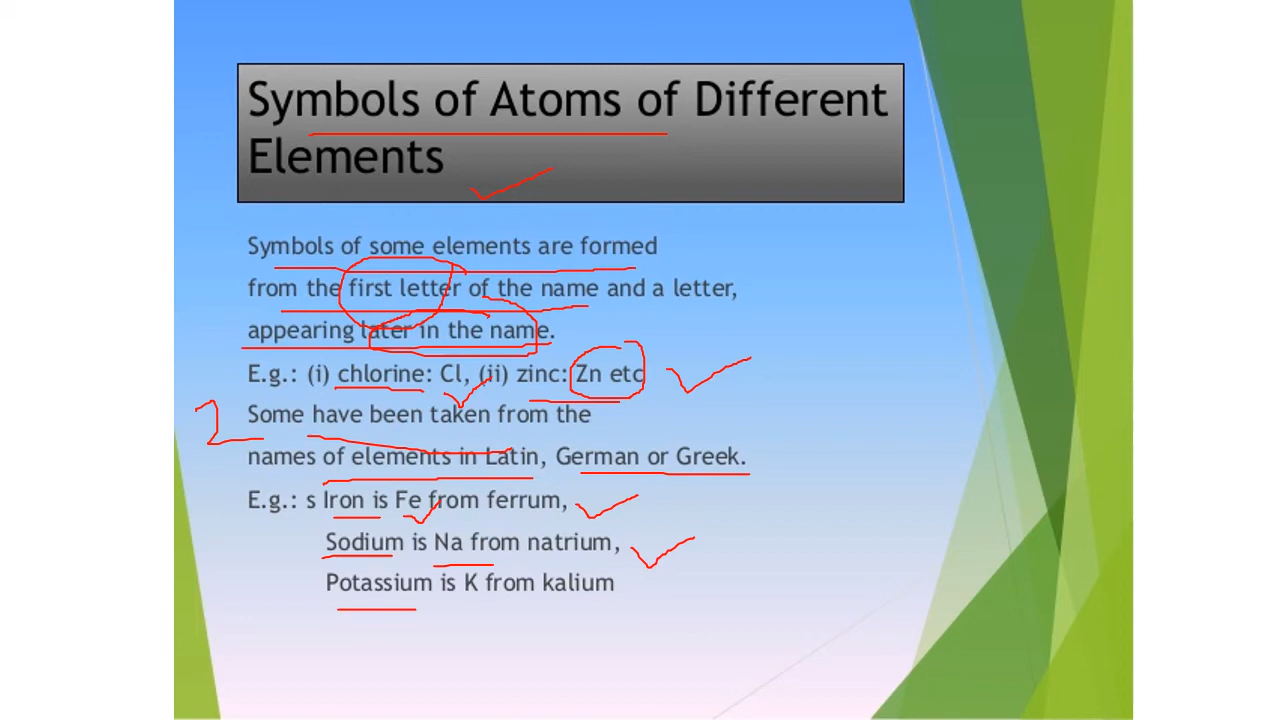 Symbols of Atoms of Different
Elements
Symbols of some elements are formed
from the first letter of the name and a letter,
appearing later in the name.
E.g.: (i) chlorine: Cl, (ii) zinc: Zn etc
2
Some have been taken from the
names of elements in Latin, German or Greek.
E.g.: s Iron is Fe from ferrum,
Sodium is Na from natrium,
Potassium is K from kalium